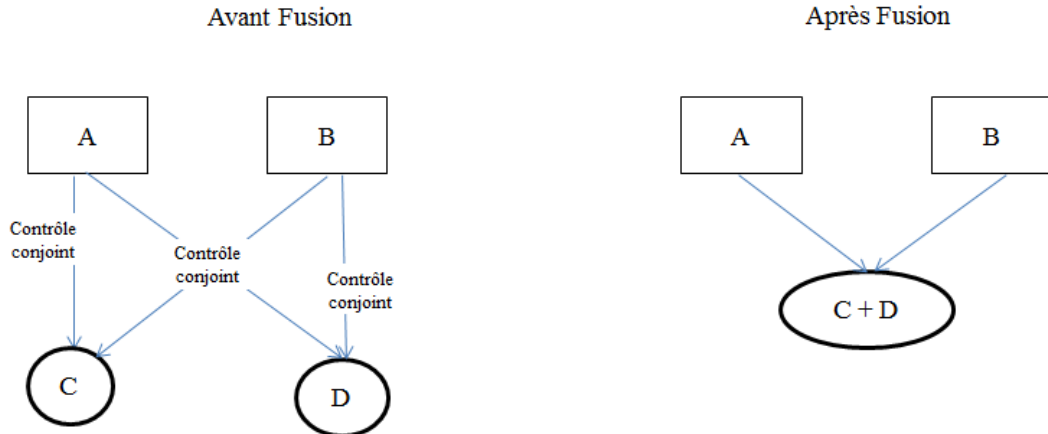 Avant Fusion
Après Fusion
A
B
A
B
Contrôle
conjoint
Contrôle
conjoint
Contrôle
conjoint
C + D
C
D